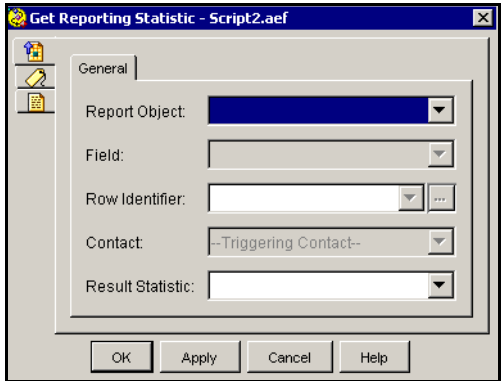 Get Reporting Statistic - Script2.aef
General
Report Object:
Field:
Row Identifier:
...
Contact:
--Triggering Contact--
Result Statistic:
OK
Apply
Cancel
Help